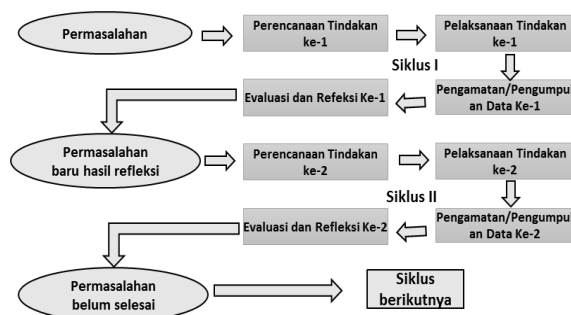 Permasalahan
Perencanaan Tindakan
ke-1
Pelaksanaan Tindakan
ke-1
Siklus I
Evaluasi dan Refeksi Ke-1
Pengamatan/Pengumpul
an Data Ke-1
Permasalahan
baru hasil refleksi
Perencanaan Tindakan
ke-2
Pelaksanaan Tindakan
ke-2
Siklus II
Evaluasi dan Refleksi Ke-2
Pengamatan/Pengumpul
an Data Ke-2
Permasalahan
belum selesai
Siklus
berikutnya